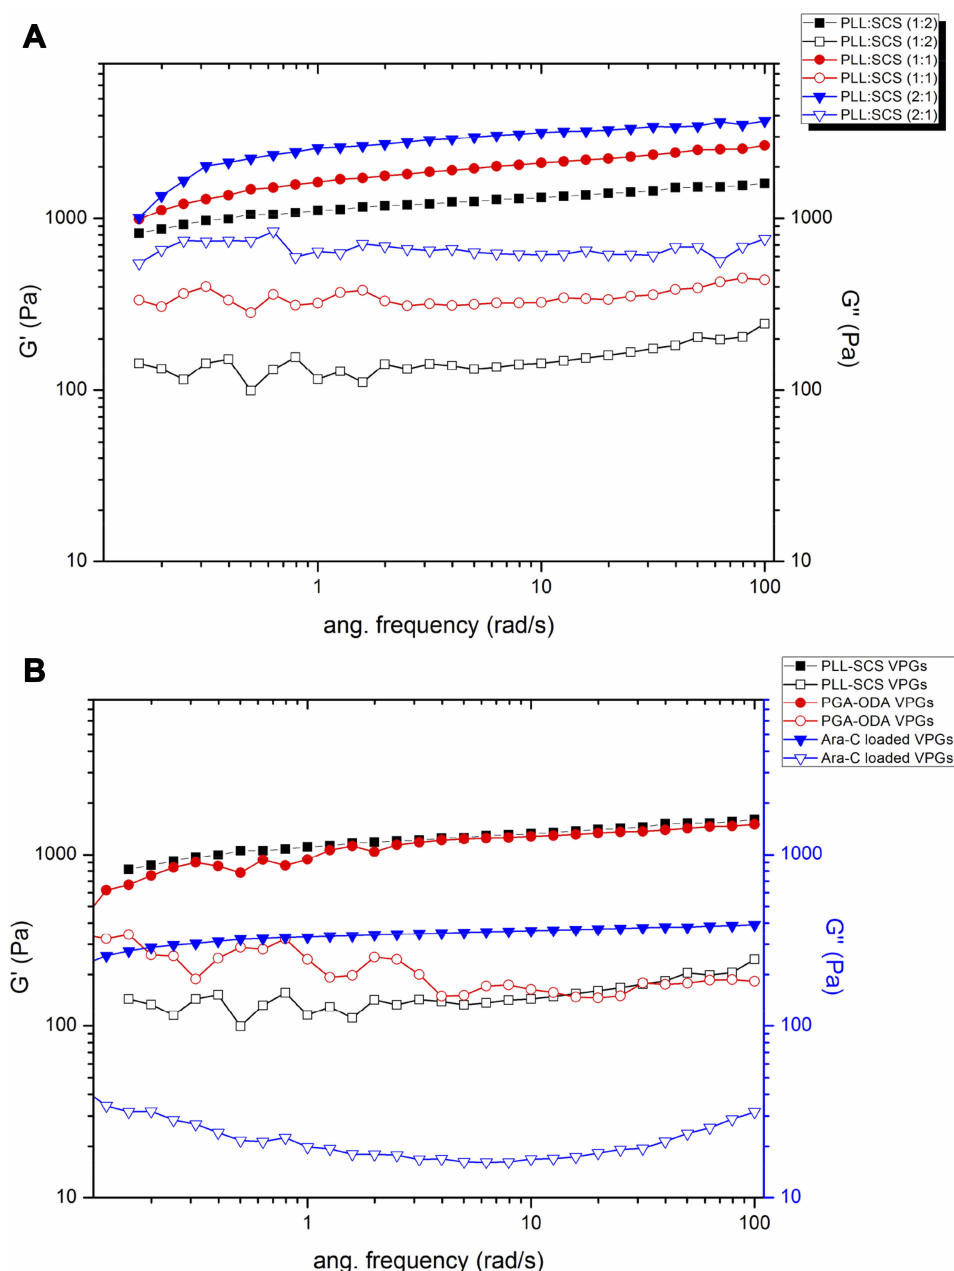 A
PLL:SCS (1:2)
PLL:SCS (1:2)
PLL:SCS (1:1)
PLL:SCS (1:1)
PLL:SCS (2:1)
PLL:SCS (2:1)
1000
1000
G' (Pa)
G" (Pa)
100
100
10
10
1
10
100
ang. frequency (rad/s)
B
PLL-SCS VPGs
PLL-SCS VPGs
PGA-ODA VPGs
PGA-ODA VPGs
Ara-C loaded VPGs
Ara-C loaded VPGs
1000
1000
G' (Pa)
G" (Pa)
100
100
10
10
1
10
100
ang. frequency (rad/s)